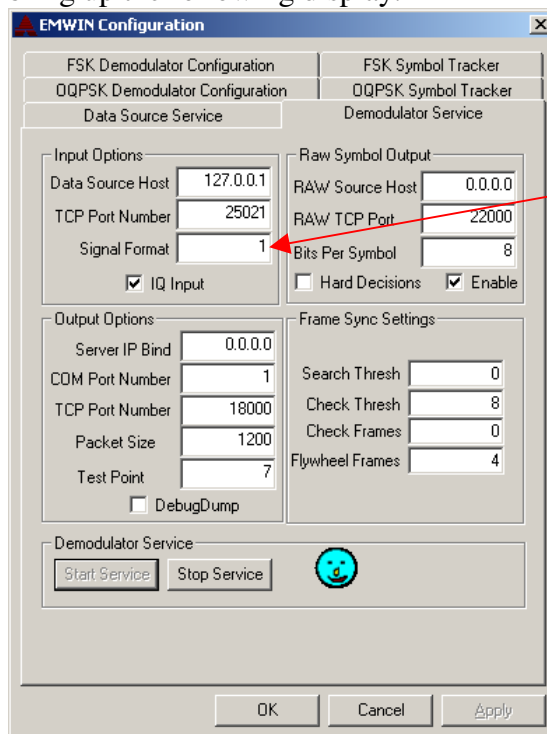 EMWIN Configuration
FSK Demodulator Configuration
FSK Symbol Tracker
OQPSK Demodulator Configuration
OQPSK Symbol Tracker
Data Source Service
Demodulator Service
Input Options
Data Source Host 127.0.0.1
TCP Port Number 25021
Signal Format 1
IQ Input
Raw Symbol Output
RAW Source Host 0.0.0.0
RAW TCP Port 22000
Bits Per Symbol 8
Hard Decisions Enable
Output Options
Server IP Bind 0.0.0.0
COM Port Number 1
TCP Port Number 18000
Packet Size 1200
Test Point 7
DebugDump
Frame Sync Settings
Search Thresh 0
Check Thresh 8
Check Frames 0
Flywheel Frames 4
Demodulator Service
Start Service Stop Service
OK Cancel Apply